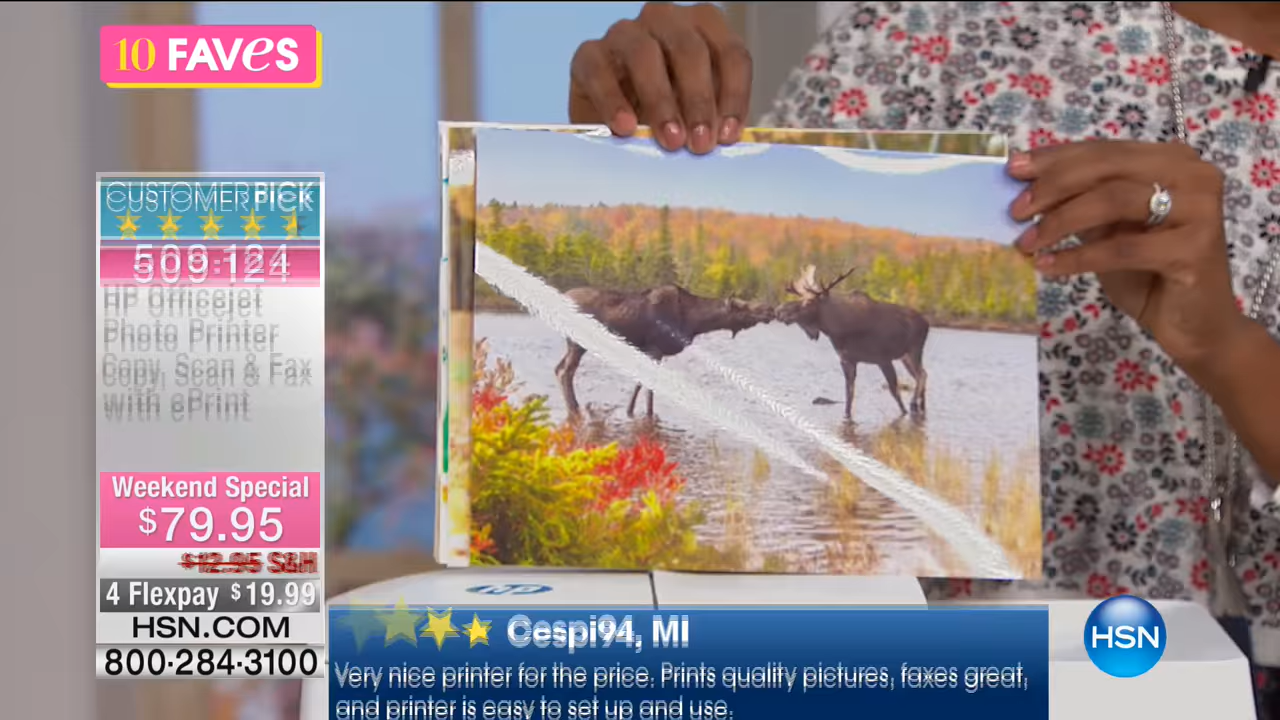 10 FAVES
CUSTOMER PICK
509-124
HP Officejet
Photo Printer
Copy, Scan & Fax
with ePrint
Weekend Special
$79.95
$12.95 S&H
4 Flexpay $19.99
HSN.COM
800·284·3100
hp
Cespi94, MI
Very nice printer for the price. Prints quality pictures, faxes great,
and printer is easy to set up and use.
HSN